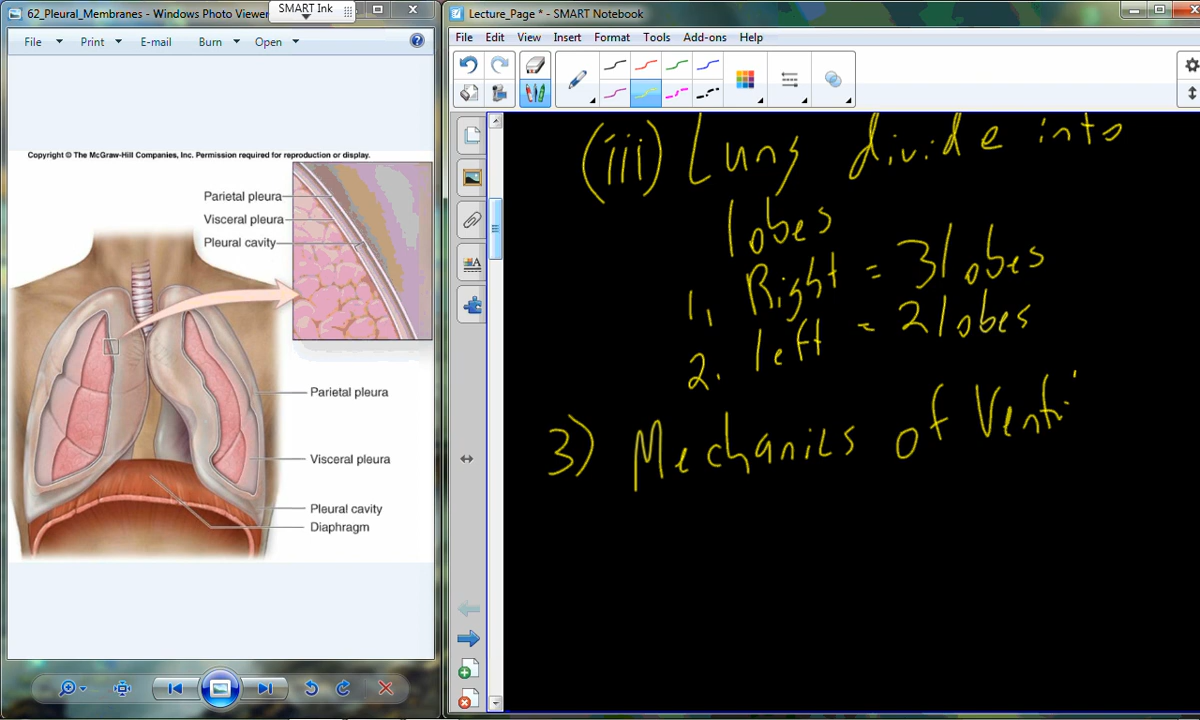 62_Pleural_Membranes - Windows Photo Viewer
SMART Ink
File Print E-mail Burn Open
Copyright © The McGraw-Hill Companies, Inc. Permission required for reproduction or display.
Parietal pleura
Visceral pleura
Pleural cavity
Parietal pleura
Visceral pleura
Pleural cavity
Diaphragm
Lecture_Page * - SMART Notebook
File Edit View Insert Format Tools Add-ons Help
(iii) Lung divide into
lobes
1. Right = 3 lobes
2. left = 2 lobes
3) Mechanics of Venti